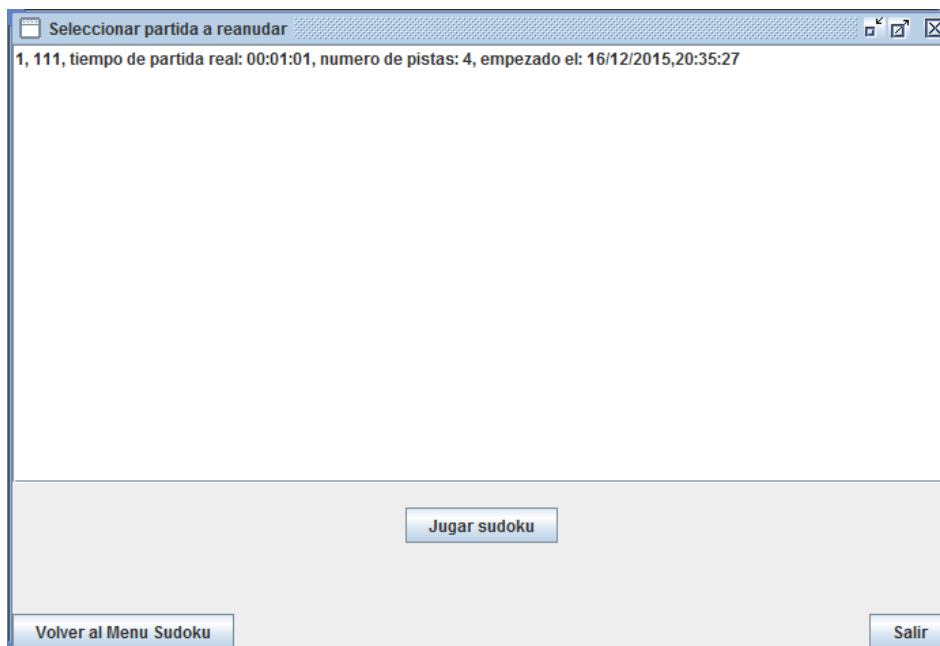 Seleccionar partida a reanudar
1, 111, tiempo de partida real: 00:01:01, numero de pistas: 4, empezado el: 16/12/2015,20:35:27
Jugar sudoku
Volver al Menu Sudoku
Salir